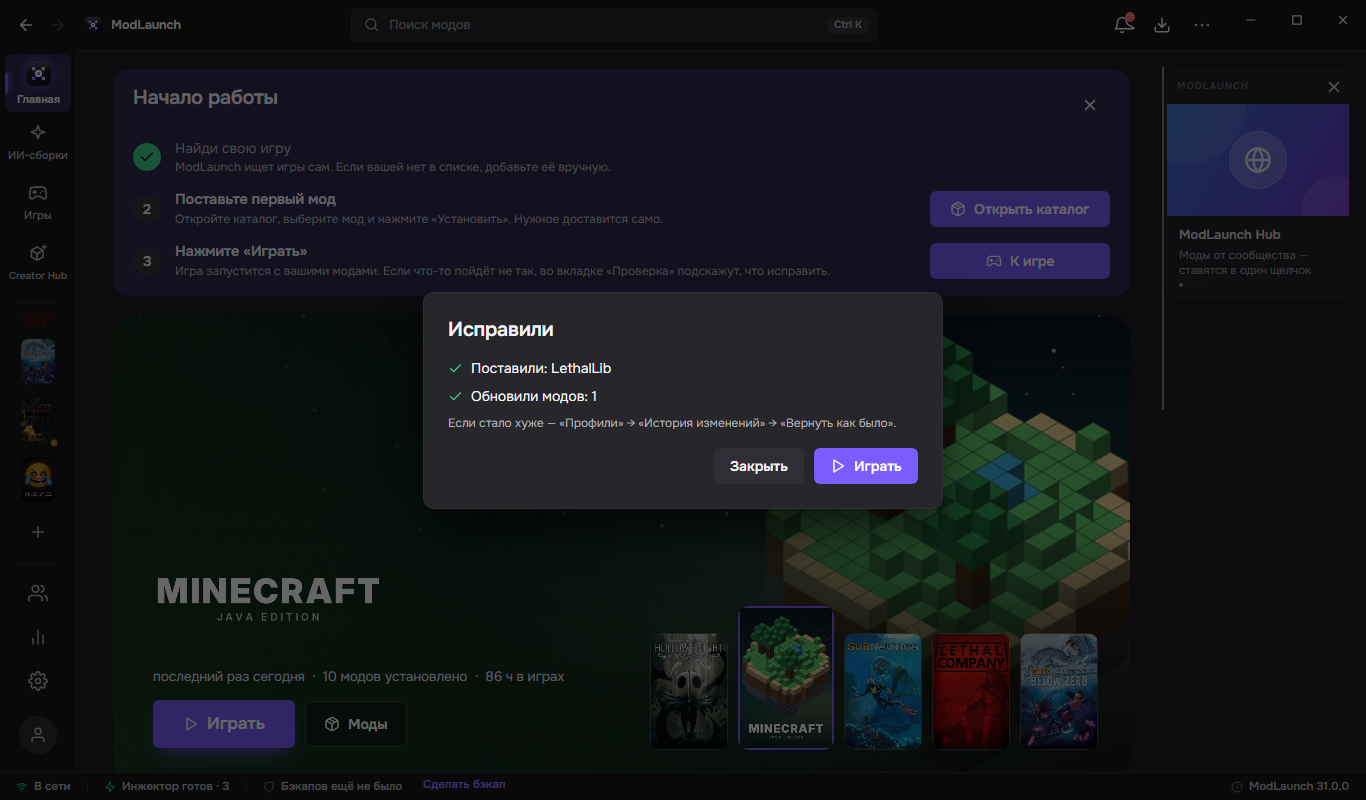 ModLaunch
Поиск модов
Ctrl K
Главная
ИИ-сборки
Игры
Creator Hub
Начало работы
Найди свою игру
ModLaunch ищет игры сам. Если вашей нет в списке, добавьте её вручную.
2
Поставьте первый мод
Откройте каталог, выберите мод и нажмите «Установить». Нужное доставится само.
Открыть каталог
3
Нажмите «Играть»
Игра запустится с вашими модами. Если что-то пойдёт не так, во вкладке «Проверка» подскажут, что исправить.
К игре
MODLAUNCH
ModLaunch Hub
Моды от сообщества —
ставятся в один щелчок
Исправили
Поставили: LethalLib
Обновили модов: 1
Если стало хуже — «Профили» → «История изменений» → «Вернуть как было».
Закрыть
Играть
R.E.P.O.
MINECRAFT
JAVA EDITION
последний раз сегодня · 10 модов установлено · 86 ч в играх
Играть
Моды
HOLLOW KNIGHT
MINECRAFT
JAVA EDITION
SUBNAUTICA
LETHAL
COMPANY
BELOW ZERO
В сети
Инжектор готов · 3
Бэкапов ещё не было
Сделать бэкап
ModLaunch 31.0.0